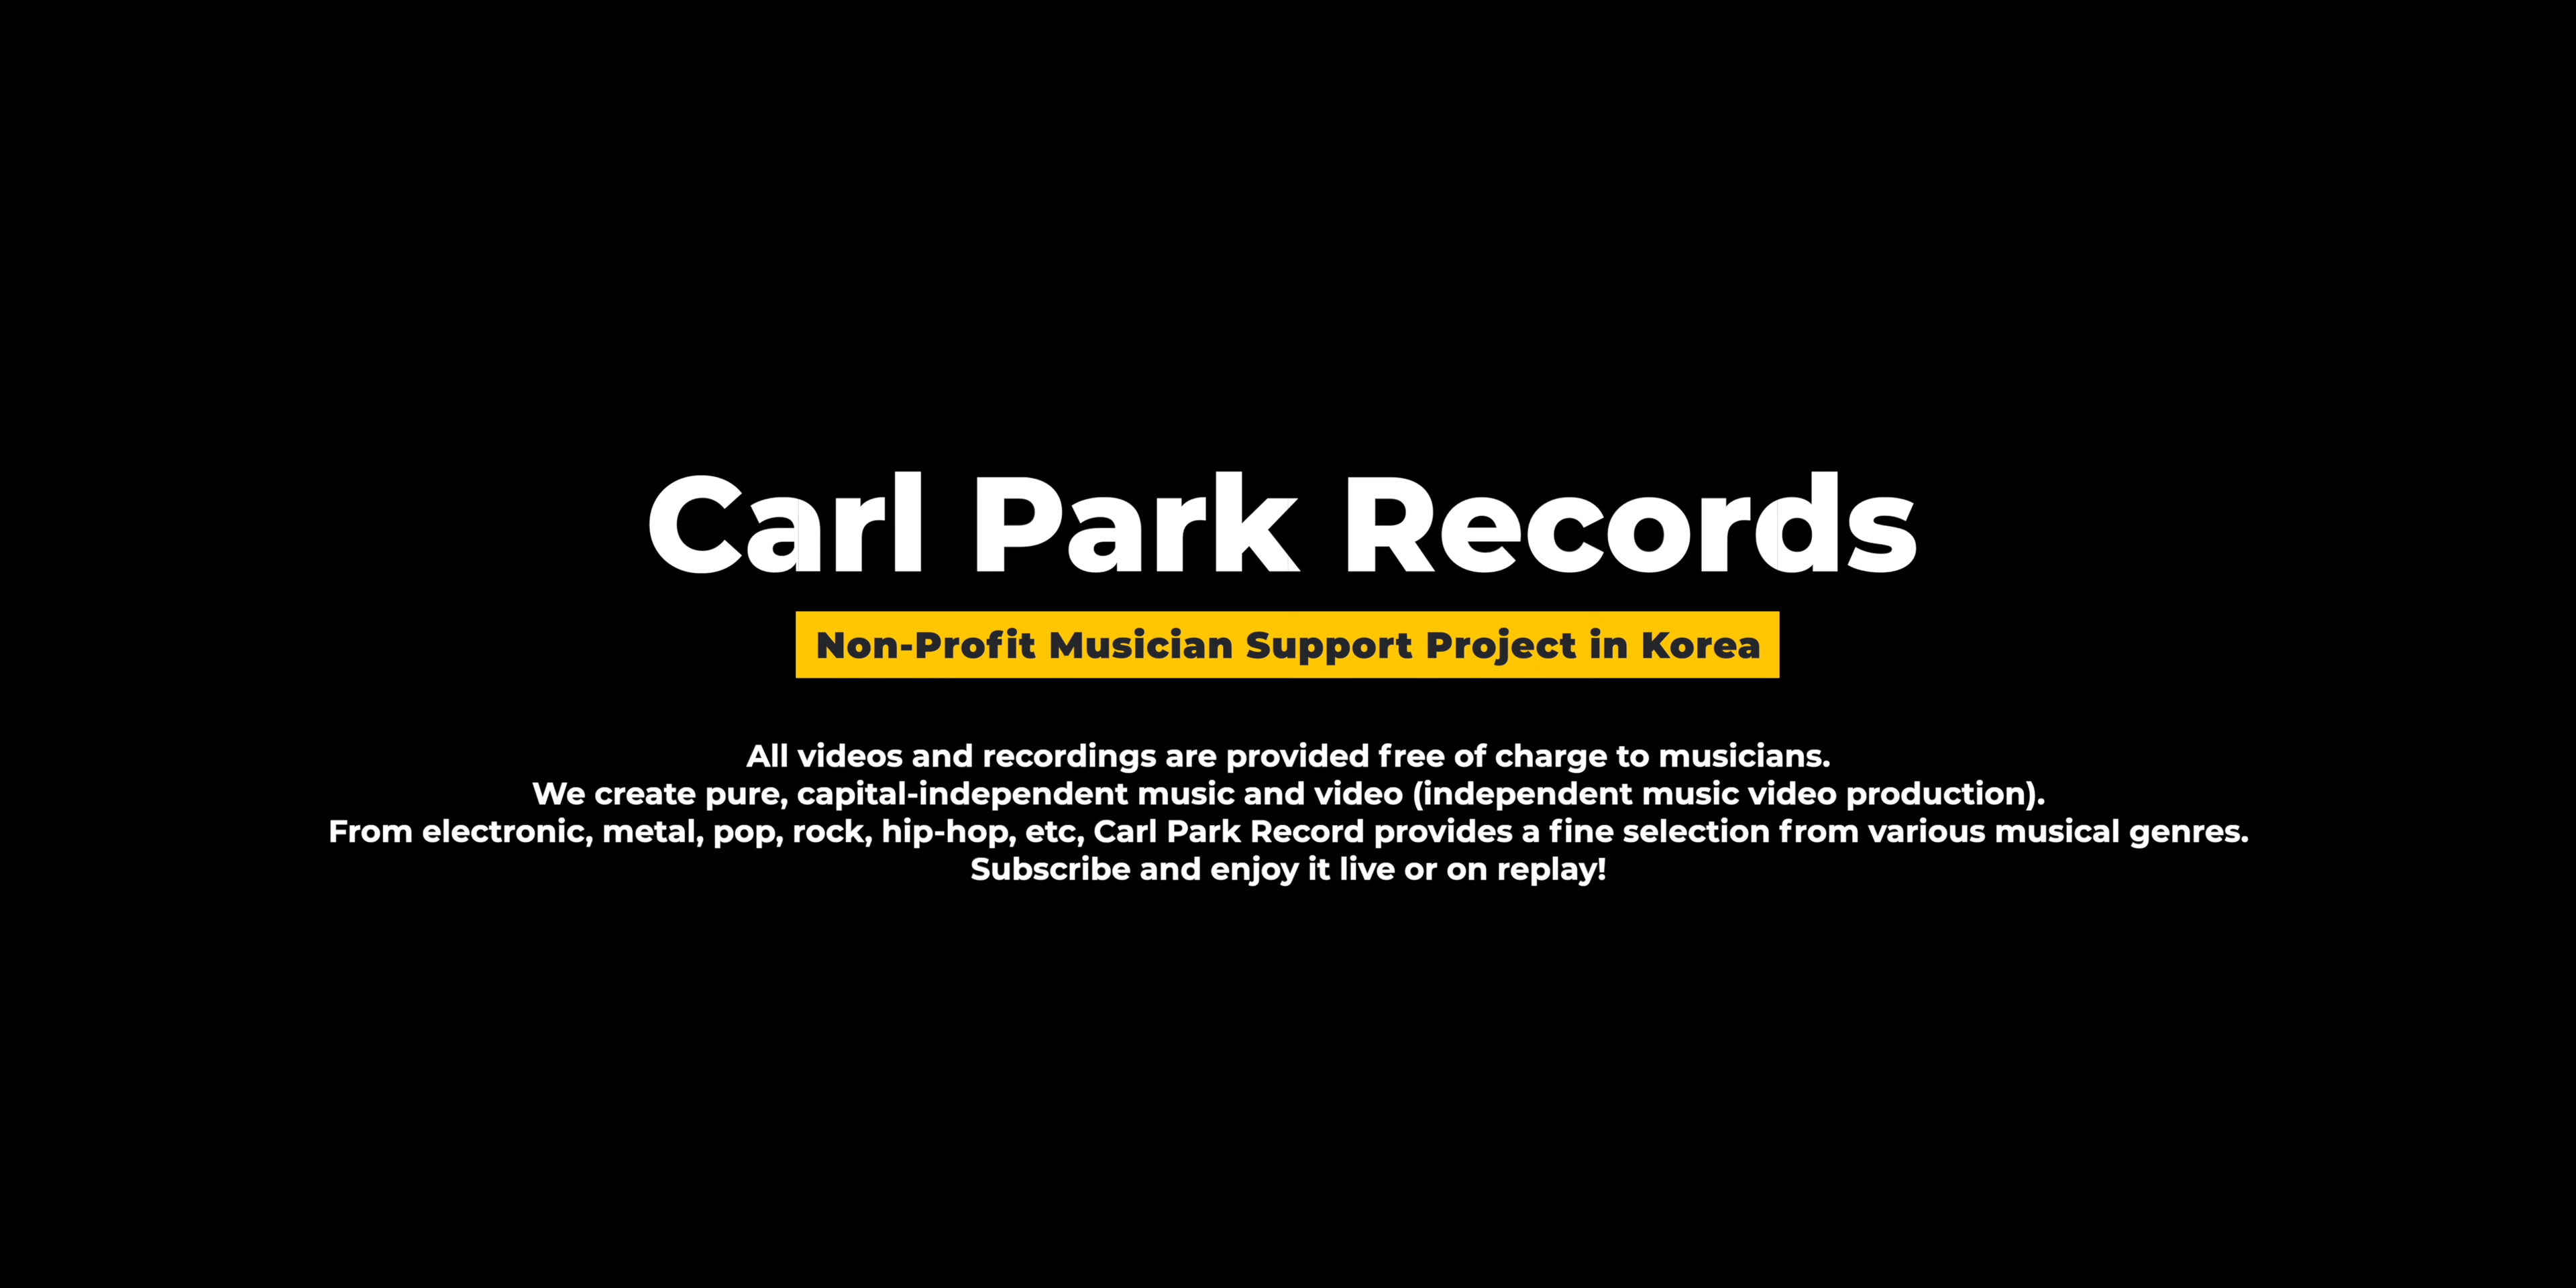 Carl Park Records
Non-Profit Musician Support Project in Korea
All videos and recordings are provided free of charge to musicians.
We create pure, capital-independent music and video (independent music video production).
From electronic, metal, pop, rock, hip-hop, etc, Carl Park Record provides a fine selection from various musical genres.
Subscribe and enjoy it live or on replay!